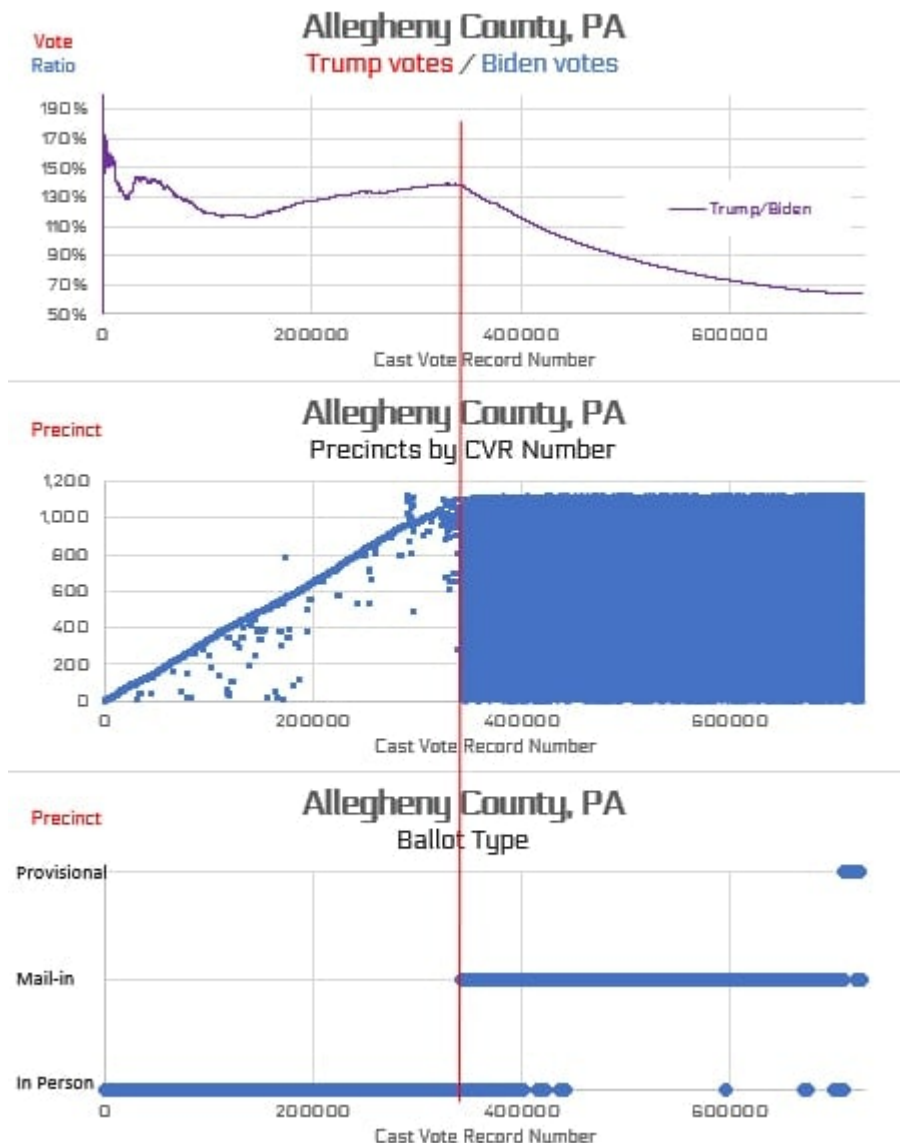 Allegheny County, PA
Vote
Ratio
Trump votes / Biden votes
190%
170%
150%
130%
110%
90%
70%
50%
Trump/Biden
0 200000 400000 600000
Cast Vote Record Number
Allegheny County, PA
Precinct
Precincts by CVR Number
1,200
1,000
800
600
400
200
0
0 200000 400000 600000
Cast Vote Record Number
Allegheny County, PA
Precinct
Ballot Type
Provisional
Mail-in
In Person
0 200000 400000 600000
Cast Vote Record Number